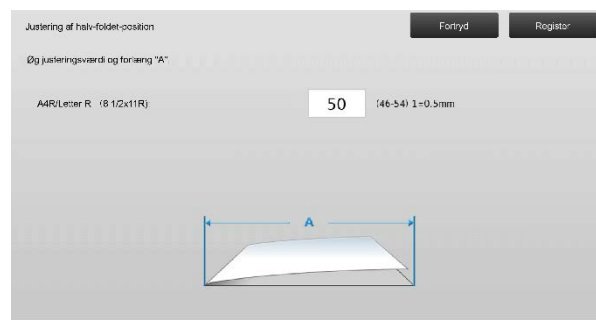 Justering af halv-foldet-position
Fortryd
Register
Øg justeringsværdi og forlæng "A".
A4R/Letter R (8 1/2x11R):
50
(46-54) 1=0.5mm
A